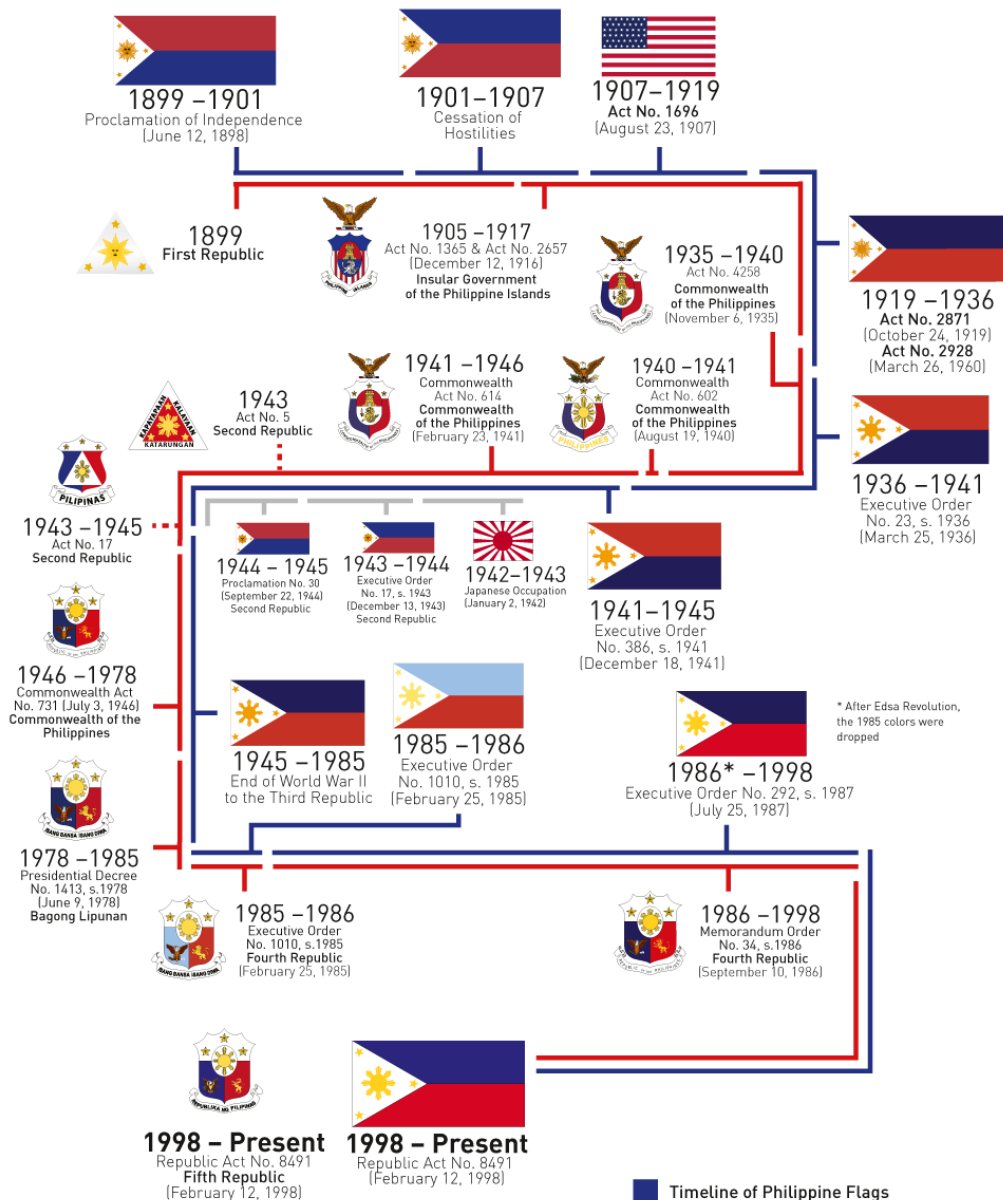 1899 –1901
Proclamation of Independence
(June 12, 1898)
1901–1907
Cessation of
Hostilities
1907–1919
Act No. 1696
(August 23, 1907)
1899
First Republic
PHILIPPINE ISLANDS
1905 –1917
Act No. 1365 & Act No. 2657
(December 12, 1916)
Insular Government
of the Philippine Islands
1935 –1940
Act No. 4258
Commonwealth
of the Philippines
(November 6, 1935)
1919 –1936
Act No. 2871
(October 24, 1919)
Act No. 2928
(March 26, 1960)
1941 –1946
Commonwealth
Act No. 614
Commonwealth
of the Philippines
(February 23, 1941)
PHILIPPINES
1940 –1941
Commonwealth
Act No. 602
Commonwealth
of the Philippines
(August 19, 1940)
KAPAYAPAAN
KALAYAAN
KATARUNGAN
1943
Act No. 5
Second Republic
1936 –1941
Executive Order
No. 23, s. 1936
(March 25, 1936)
PILIPINAS
1943 –1945
Act No. 17
Second Republic
1944 – 1945
Proclamation No. 30
(September 22, 1944)
Second Republic
1943 –1944
Executive Order
No. 17, s. 1943
(December 13, 1943)
Second Republic
1942–1943
Japanese Occupation
(January 2, 1942)
1941–1945
Executive Order
No. 386, s. 1941
(December 18, 1941)
1946 –1978
Commonwealth Act
No. 731 (July 3, 1946)
Commonwealth of the
Philippines
1945 –1985
End of World War II
to the Third Republic
1985 –1986
Executive Order
No. 1010, s. 1985
(February 25, 1985)
1986* –1998
Executive Order No. 292, s. 1987
(July 25, 1987)
* After Edsa Revolution,
the 1985 colors were
dropped
ISANG BANSA ISANG DIWA
1978 –1985
Presidential Decree
No. 1413, s.1978
(June 9, 1978)
Bagong Lipunan
ISANG BANSA ISANG DIWA
1985 –1986
Executive Order
No. 1010, s.1985
Fourth Republic
(February 25, 1985)
1986 –1998
Memorandum Order
No. 34, s.1986
Fourth Republic
(September 10, 1986)
REPUBLIKA NG PILIPINAS
1998 – Present
Republic Act No. 8491
Fifth Republic
(February 12, 1998)
1998 – Present
Republic Act No. 8491
(February 12, 1998)
Timeline of Philippine Flags